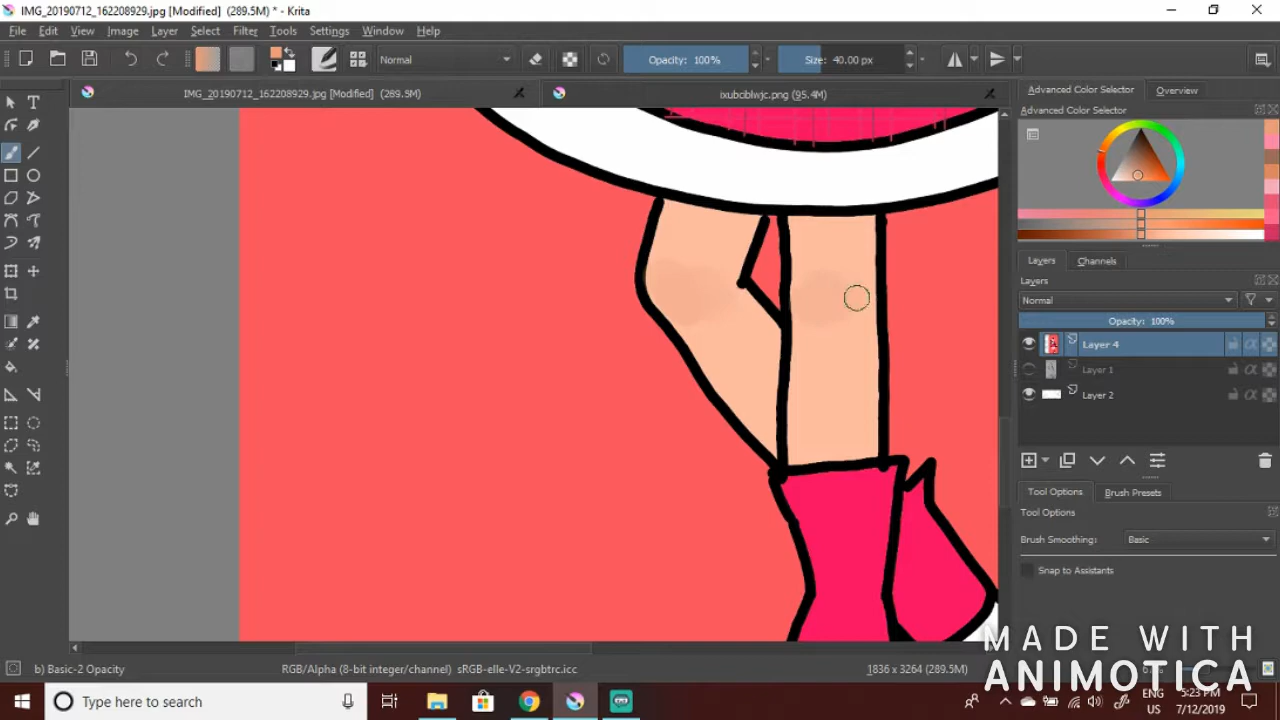 IMG_20190712_162208929.jpg [Modified] (289.5M) * - Krita
File Edit View Image Layer Select Filter Tools Settings Window Help
Normal Opacity: 100% Size: 40.00 px
IMG_20190712_162208929.jpg [Modified] (289.5M) ixubcblwjc.png (95.4M)
Advanced Color Selector Overview
Advanced Color Selector
Layers Channels
Layers
Normal
Opacity: 100%
Layer 4
Layer 1
Layer 2
Tool Options Brush Presets
Tool Options
Brush Smoothing: Basic
Snap to Assistants
b) Basic-2 Opacity RGB/Alpha (8-bit integer/channel) sRGB-elle-V2-srgbtrc.icc 1836 x 3264 (289.5M)
MADE WITH
ANIMOTICA
Type here to search
ENG
US
5:23 PM
7/12/2019